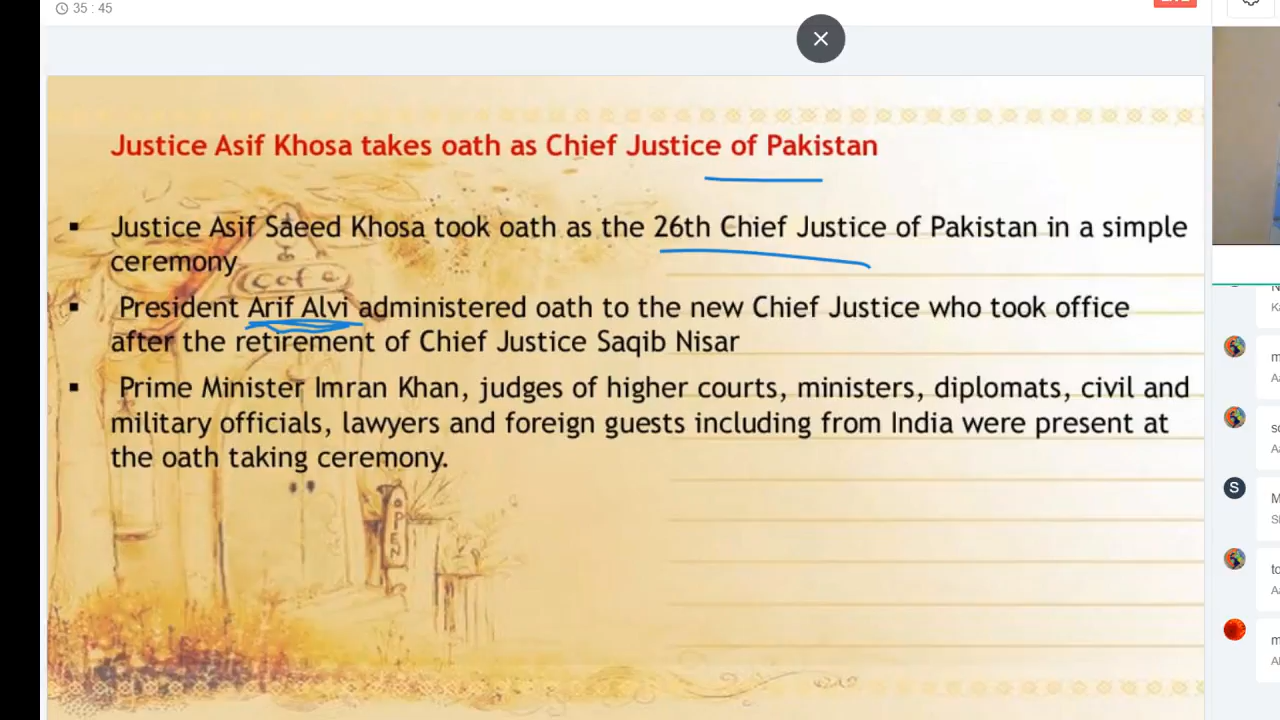 35 : 45
Justice Asif Khosa takes oath as Chief Justice of Pakistan
▪ Justice Asif Saeed Khosa took oath as the 26th Chief Justice of Pakistan in a simple
ceremony
▪ President Arif Alvi administered oath to the new Chief Justice who took office
after the retirement of Chief Justice Saqib Nisar
▪ Prime Minister Imran Khan, judges of higher courts, ministers, diplomats, civil and
military officials, lawyers and foreign guests including from India were present at
the oath taking ceremony.
Cafe
OPEN
S